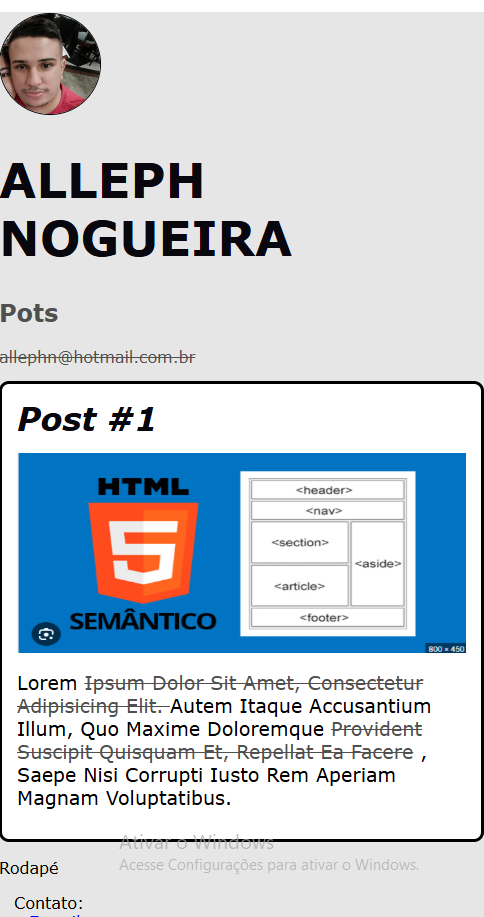 ALLEPH
NOGUEIRA
Pots
allephn@hotmail.com.br
Post #1
HTML
SEMÂNTICO
<header>
<nav>
<section>
<aside>
<article>
<footer>
800 × 450
Lorem Ipsum Dolor Sit Amet, Consectetur
Adipisicing Elit. Autem Itaque Accusantium
Illum, Quo Maxime Doloremque Provident
Suscipit Quisquam Et, Repellat Ea Facere ,
Saepe Nisi Corrupti Iusto Rem Aperiam
Magnam Voluptatibus.
Ativar o Windows
Acesse Configurações para ativar o Windows.
Rodapé
Contato: